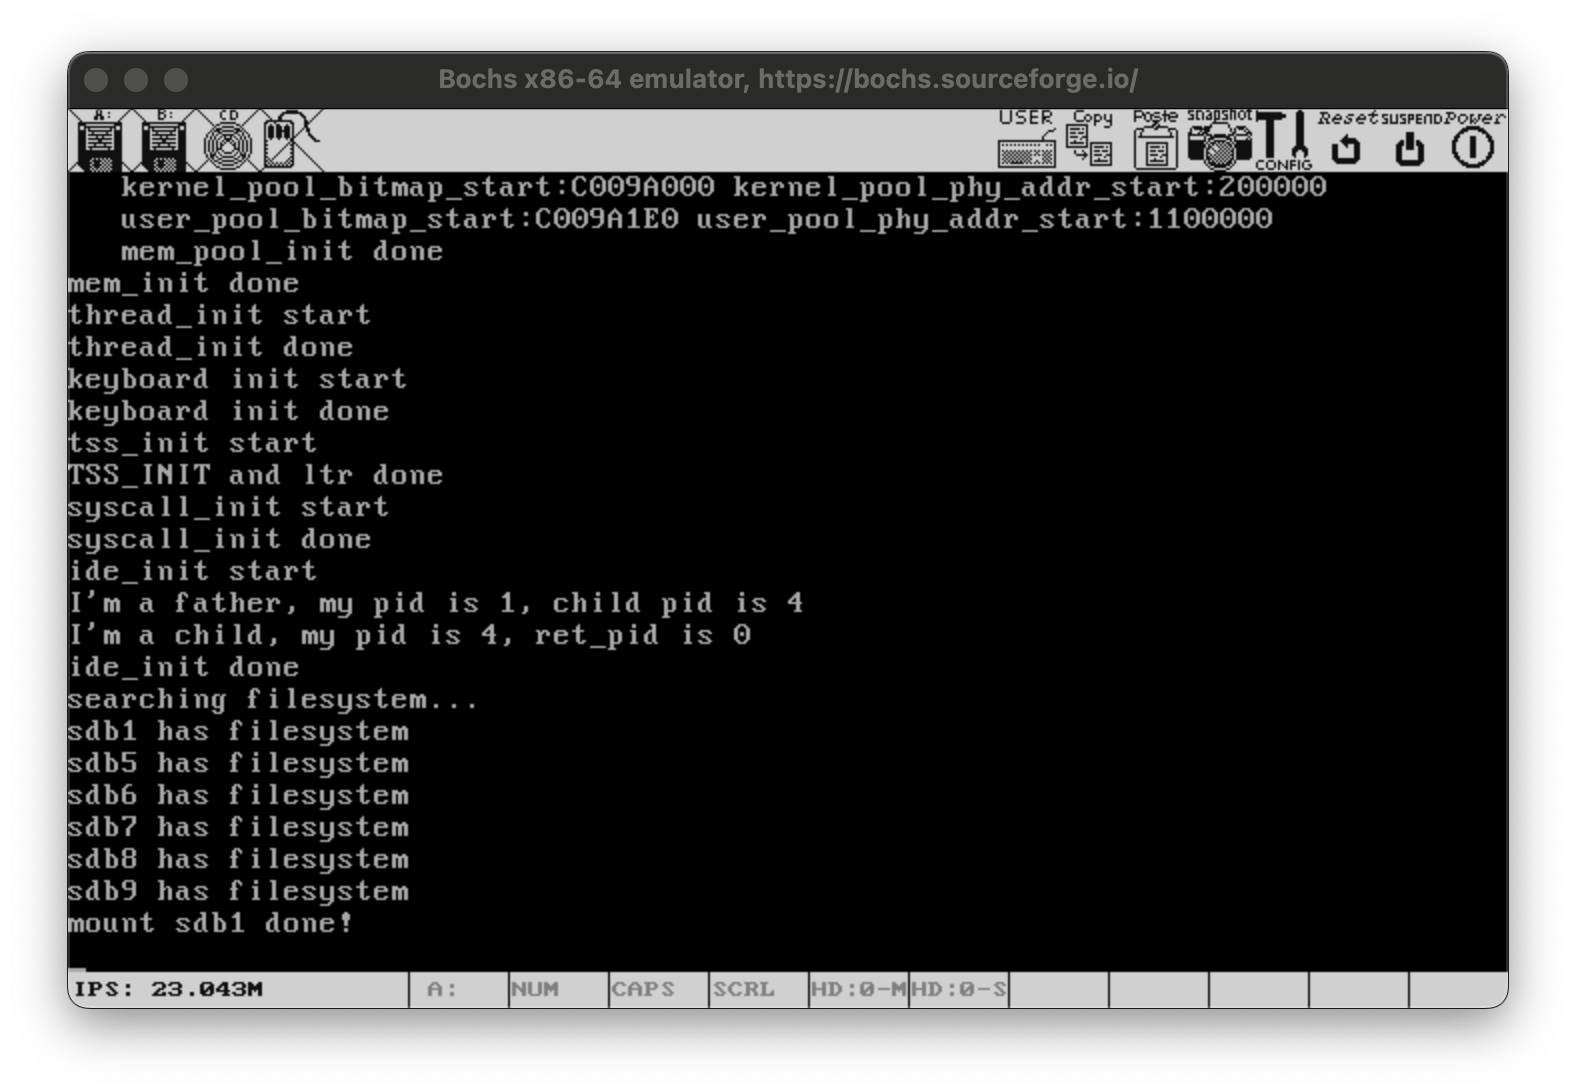 Bochs x86-64 emulator, https://bochs.sourceforge.io/
A: B: CD USER Copy Paste snapshot CONFIG Reset SUSPEND Power
kernel_pool_bitmap_start:C009A000 kernel_pool_phy_addr_start:200000
user_pool_bitmap_start:C009A1E0 user_pool_phy_addr_start:1100000
mem_pool_init done
mem_init done
thread_init start
thread_init done
keyboard init start
keyboard init done
tss_init start
TSS_INIT and ltr done
syscall_init start
syscall_init done
ide_init start
I'm a father, my pid is 1, child pid is 4
I'm a child, my pid is 4, ret_pid is 0
ide_init done
searching filesystem...
sdb1 has filesystem
sdb5 has filesystem
sdb6 has filesystem
sdb7 has filesystem
sdb8 has filesystem
sdb9 has filesystem
mount sdb1 done!
IPS: 23.043M A: NUM CAPS SCRL HD:0-M HD:0-S